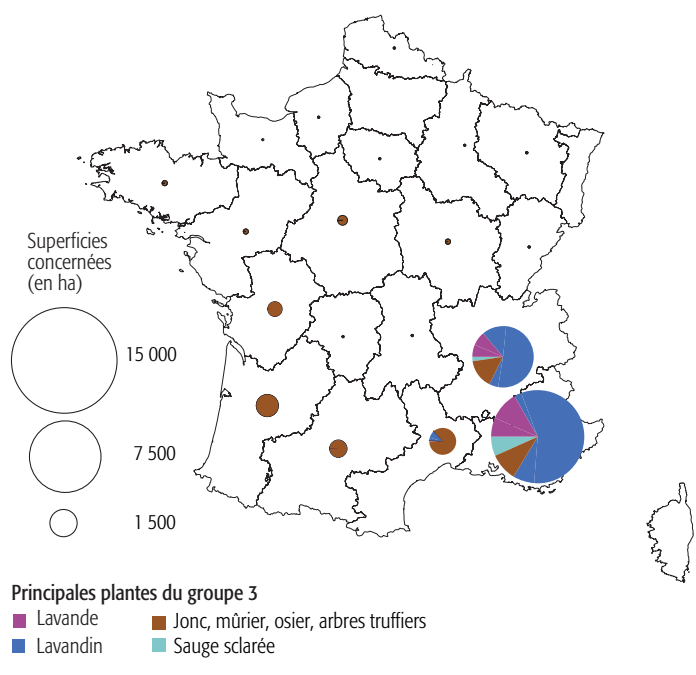 Superficies
concernées
(en ha)
15 000
7 500
1 500
Principales plantes du groupe 3
Lavande
Jonc, mûrier, osier, arbres truffiers
Lavandin
Sauge sclarée